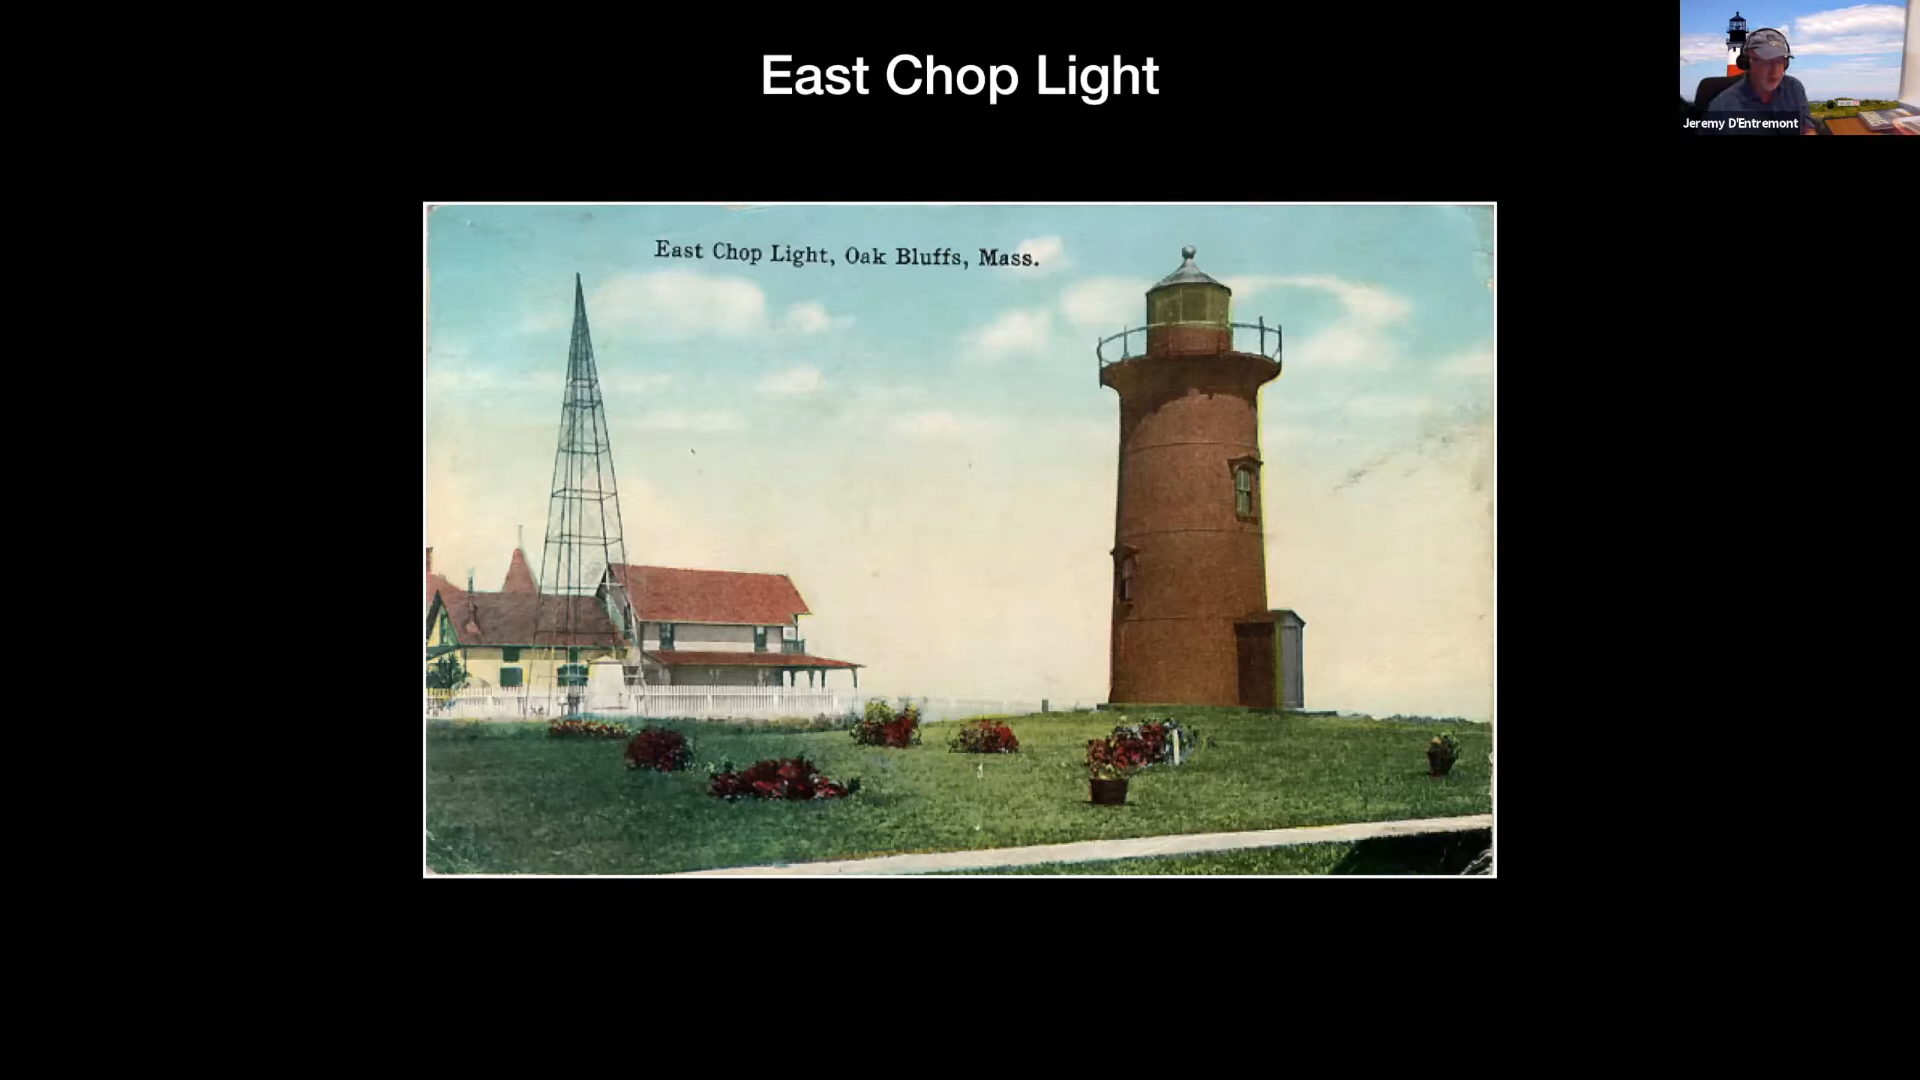 East Chop Light
Jeremy D'Entremont
East Chop Light, Oak Bluffs, Mass.